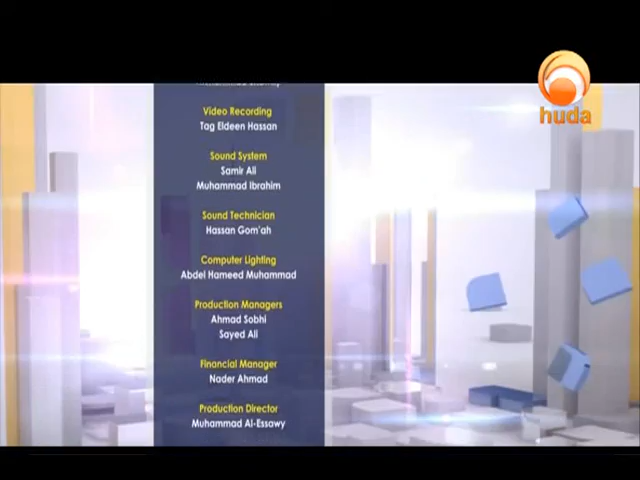 huda
Video Recording
Tag Eldeen Hassan
Sound System
Samir Ali
Muhammad Ibrahim
Sound Technician
Hassan Gom'ah
Computer Lighting
Abdel Hameed Muhammad
Production Managers
Ahmad Sobhi
Sayed Ali
Financial Manager
Nader Ahmad
Production Director
Muhammad Al-Essawy